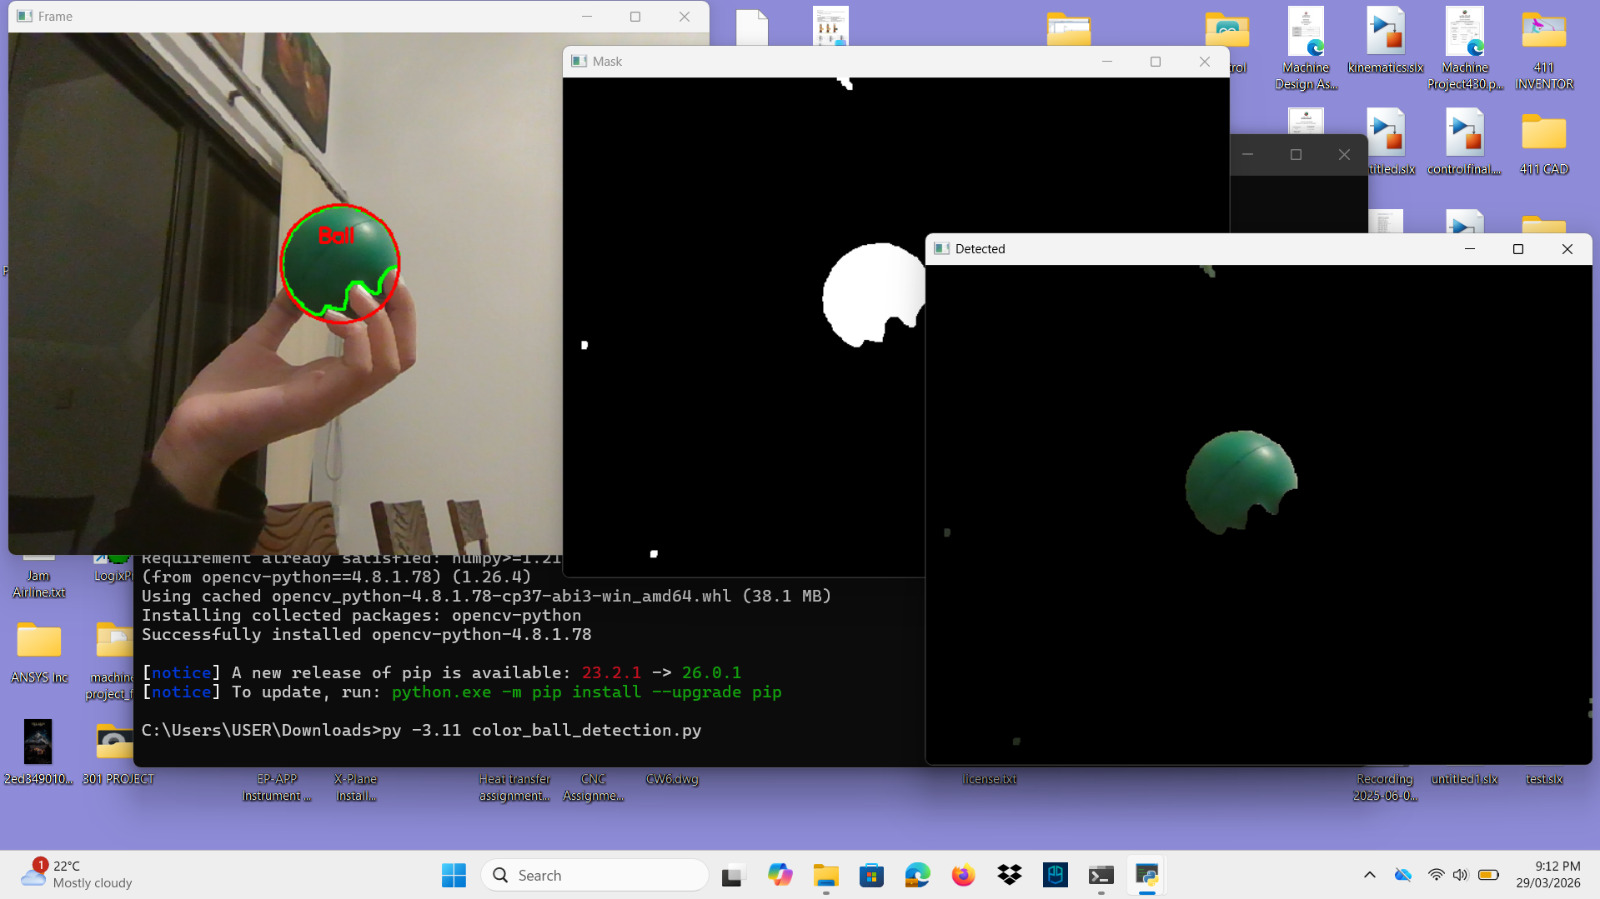 Frame
Mask
Detected
Ball
Machine
Design As...
kinematics.slx
Machine
Project430.p...
411
INVENTOR
controlfinal....
411 CAD
Requirement already satisfied: numpy>=1.21
(from opencv-python==4.8.1.78) (1.26.4)
Using cached opencv_python-4.8.1.78-cp37-abi3-win_amd64.whl (38.1 MB)
Installing collected packages: opencv-python
Successfully installed opencv-python-4.8.1.78
[notice] A new release of pip is available: 23.2.1 -> 26.0.1
[notice] To update, run: python.exe -m pip install --upgrade pip
C:\Users\USER\Downloads>py -3.11 color_ball_detection.py
Jam
Airline.txt
ANSYS Inc
2ed349010...
301 PROJECT
EP-APP
Instrument ...
X-Plane
Install...
Heat transfer
assignment...
CNC
Assignme...
CW6.dwg
license.txt
Recording
2025-06-0...
untitled1.slx
test.slx
1
22°C
Mostly cloudy
Search
9:12 PM
29/03/2026